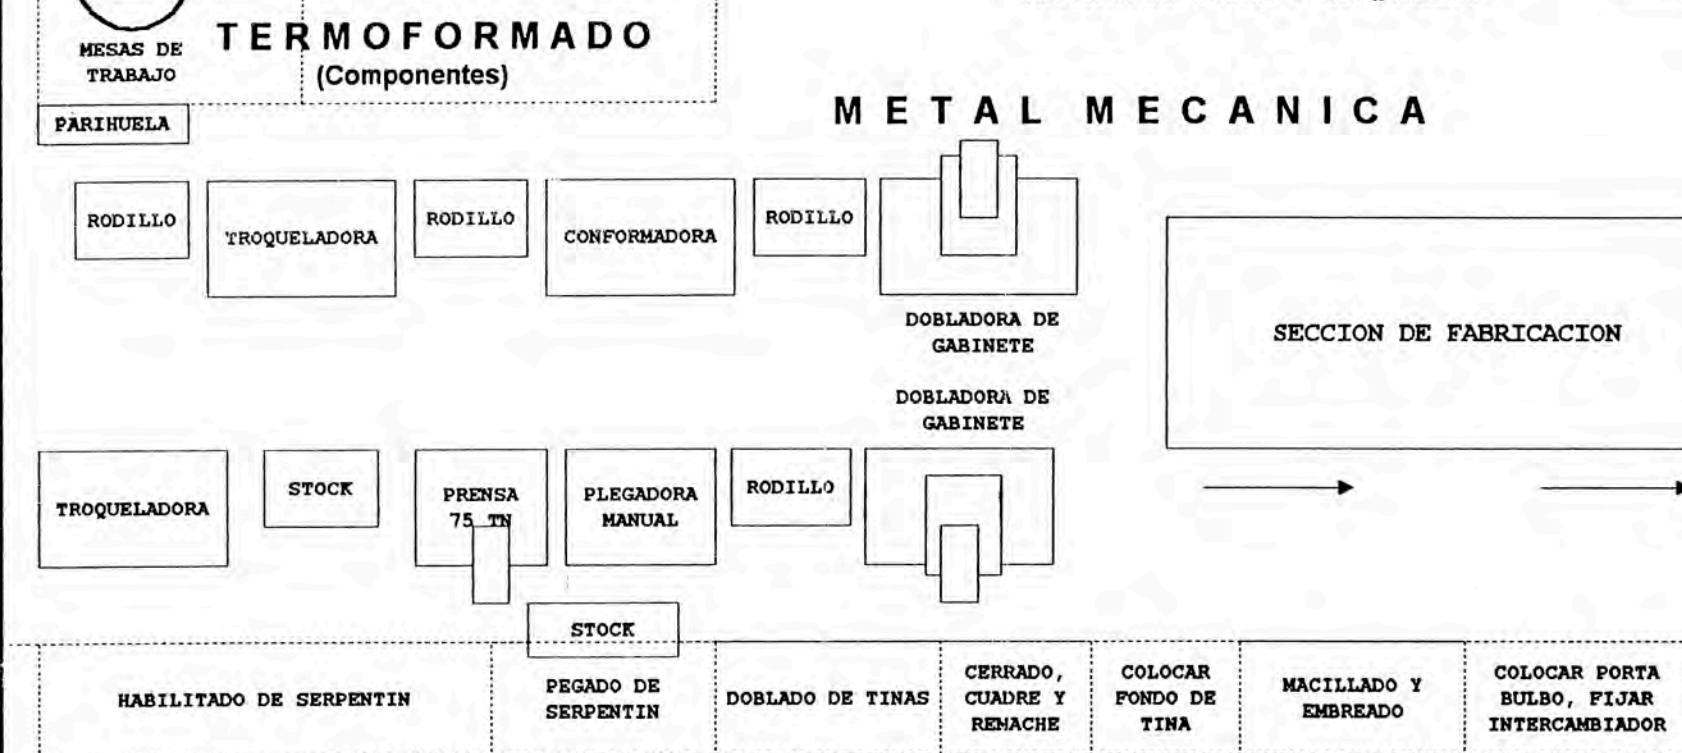 MESAS DE
TRABAJO
TERMOFORMADO
(Componentes)
PARIHUELA
METAL MECANICA
RODILLO
TROQUELADORA
RODILLO
CONFORMADORA
RODILLO
DOBLADORA DE
GABINETE
SECCION DE FABRICACION
DOBLADORA DE
GABINETE
TROQUELADORA
STOCK
PRENSA
75 TN
PLEGADORA
MANUAL
RODILLO
STOCK
HABILITADO DE SERPENTIN
PEGADO DE
SERPENTIN
DOBLADO DE TINAS
CERRADO,
CUADRE Y
REMACHE
COLOCAR
FONDO DE
TINA
MACILLADO Y
EMBREADO
COLOCAR PORTA
BULBO, FIJAR
INTERCAMBIADOR